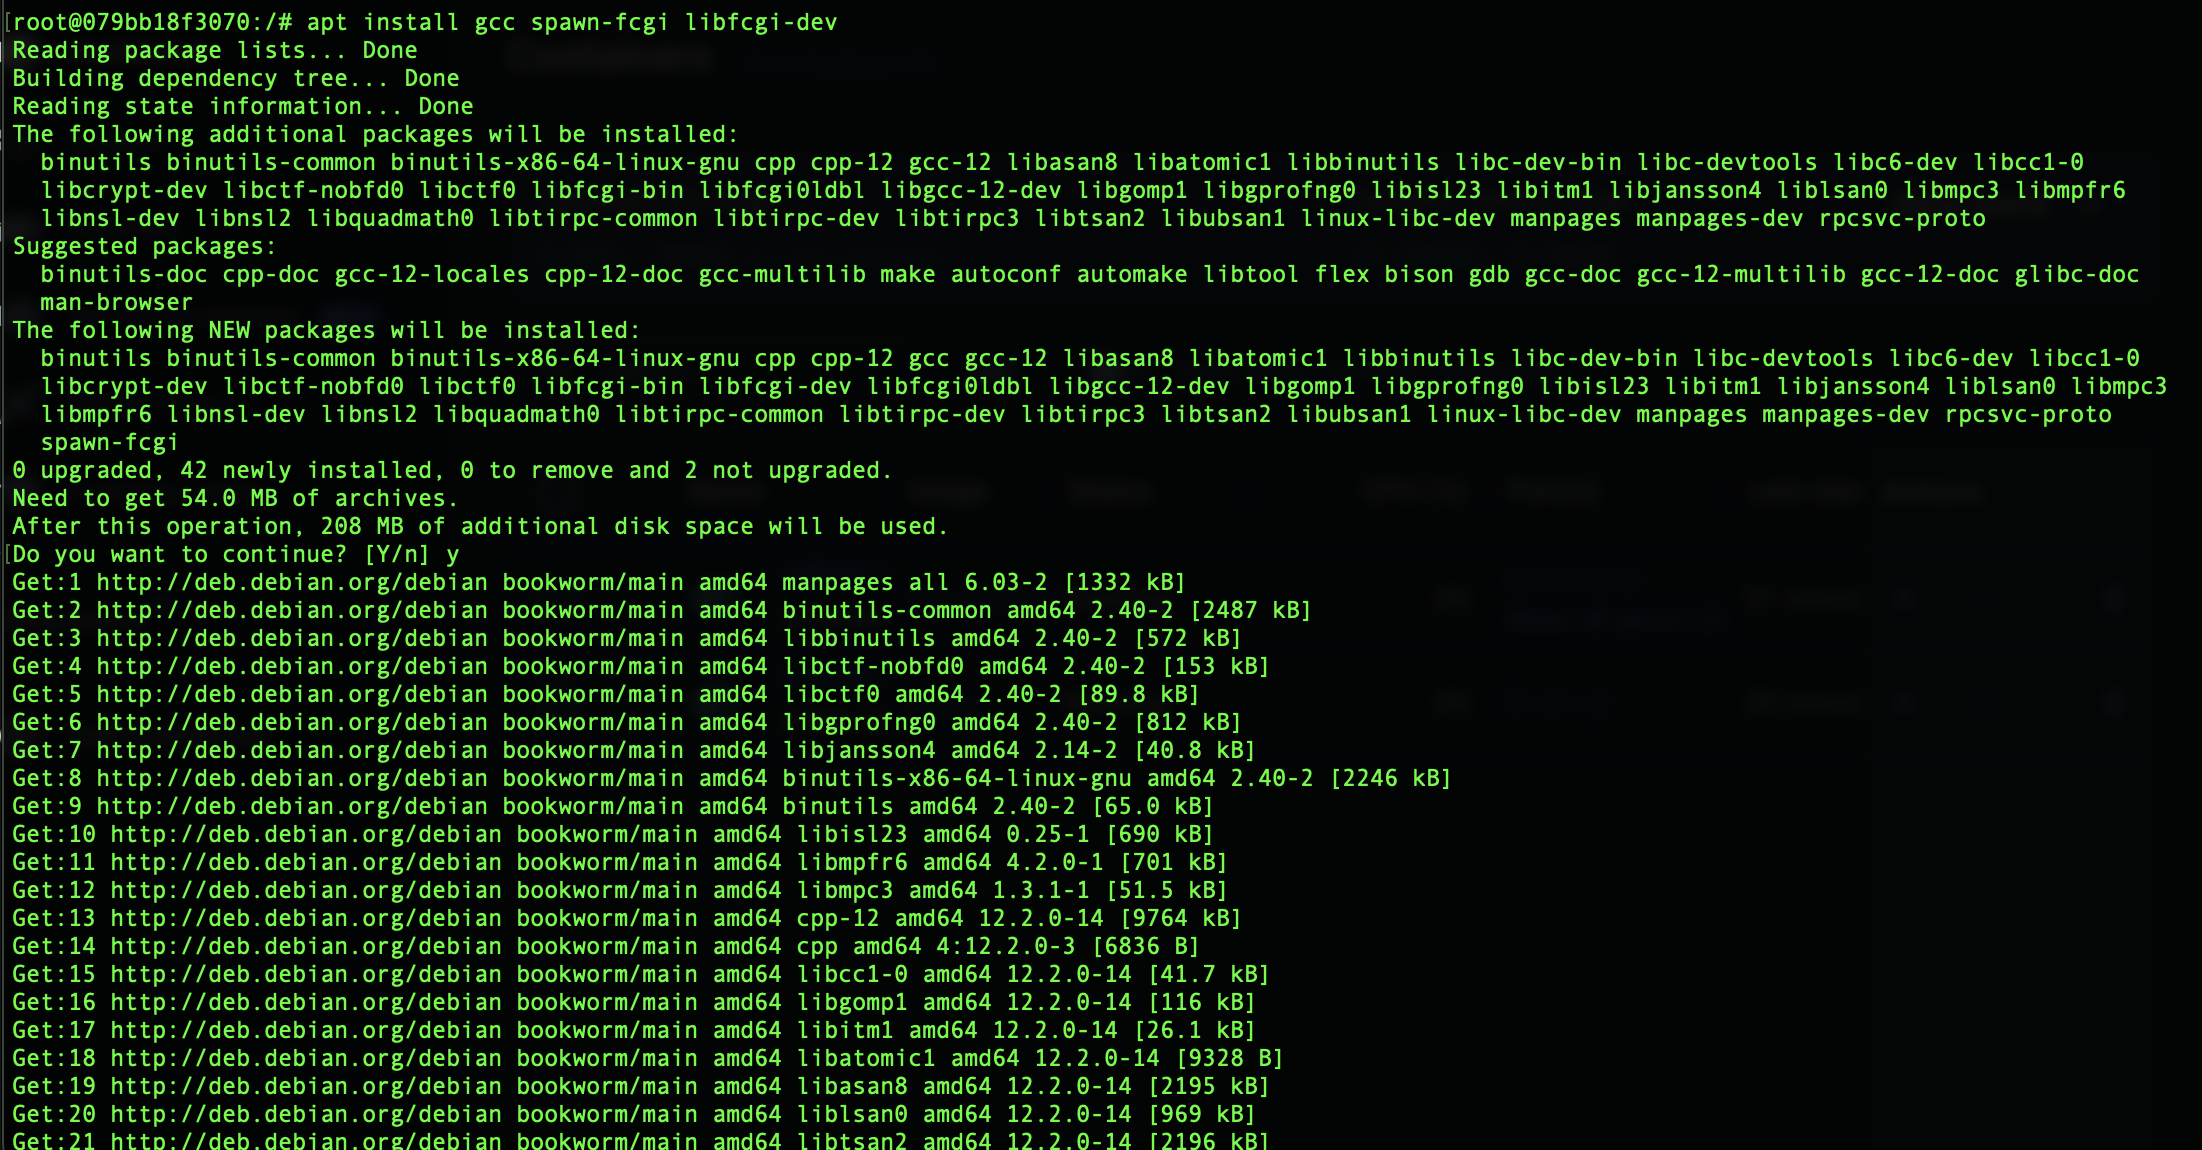 [root@079bb18f3070:/# apt install gcc spawn-fcgi libfcgi-dev
Reading package lists... Done
Building dependency tree... Done
Reading state information... Done
The following additional packages will be installed:
  binutils binutils-common binutils-x86-64-linux-gnu cpp cpp-12 gcc-12 libasan8 libatomic1 libbinutils libc-dev-bin libc-devtools libc6-dev libcc1-0
  libcrypt-dev libctf-nobfd0 libctf0 libfcgi-bin libfcgi0ldbl libgcc-12-dev libgomp1 libgprofng0 libisl23 libitm1 libjansson4 liblsan0 libmpc3 libmpfr6
  libnsl-dev libnsl2 libquadmath0 libtirpc-common libtirpc-dev libtirpc3 libtsan2 libubsan1 linux-libc-dev manpages manpages-dev rpcsvc-proto
Suggested packages:
  binutils-doc cpp-doc gcc-12-locales cpp-12-doc gcc-multilib make autoconf automake libtool flex bison gdb gcc-doc gcc-12-multilib gcc-12-doc glibc-doc
  man-browser
The following NEW packages will be installed:
  binutils binutils-common binutils-x86-64-linux-gnu cpp cpp-12 gcc gcc-12 libasan8 libatomic1 libbinutils libc-dev-bin libc-devtools libc6-dev libcc1-0
  libcrypt-dev libctf-nobfd0 libctf0 libfcgi-bin libfcgi-dev libfcgi0ldbl libgcc-12-dev libgomp1 libgprofng0 libisl23 libitm1 libjansson4 liblsan0 libmpc3
  libmpfr6 libnsl-dev libnsl2 libquadmath0 libtirpc-common libtirpc-dev libtirpc3 libtsan2 libubsan1 linux-libc-dev manpages manpages-dev rpcsvc-proto
  spawn-fcgi
0 upgraded, 42 newly installed, 0 to remove and 2 not upgraded.
Need to get 54.0 MB of archives.
After this operation, 208 MB of additional disk space will be used.
[Do you want to continue? [Y/n] y
Get:1 http://deb.debian.org/debian bookworm/main amd64 manpages all 6.03-2 [1332 kB]
Get:2 http://deb.debian.org/debian bookworm/main amd64 binutils-common amd64 2.40-2 [2487 kB]
Get:3 http://deb.debian.org/debian bookworm/main amd64 libbinutils amd64 2.40-2 [572 kB]
Get:4 http://deb.debian.org/debian bookworm/main amd64 libctf-nobfd0 amd64 2.40-2 [153 kB]
Get:5 http://deb.debian.org/debian bookworm/main amd64 libctf0 amd64 2.40-2 [89.8 kB]
Get:6 http://deb.debian.org/debian bookworm/main amd64 libgprofng0 amd64 2.40-2 [812 kB]
Get:7 http://deb.debian.org/debian bookworm/main amd64 libjansson4 amd64 2.14-2 [40.8 kB]
Get:8 http://deb.debian.org/debian bookworm/main amd64 binutils-x86-64-linux-gnu amd64 2.40-2 [2246 kB]
Get:9 http://deb.debian.org/debian bookworm/main amd64 binutils amd64 2.40-2 [65.0 kB]
Get:10 http://deb.debian.org/debian bookworm/main amd64 libisl23 amd64 0.25-1 [690 kB]
Get:11 http://deb.debian.org/debian bookworm/main amd64 libmpfr6 amd64 4.2.0-1 [701 kB]
Get:12 http://deb.debian.org/debian bookworm/main amd64 libmpc3 amd64 1.3.1-1 [51.5 kB]
Get:13 http://deb.debian.org/debian bookworm/main amd64 cpp-12 amd64 12.2.0-14 [9764 kB]
Get:14 http://deb.debian.org/debian bookworm/main amd64 cpp amd64 4:12.2.0-3 [6836 B]
Get:15 http://deb.debian.org/debian bookworm/main amd64 libcc1-0 amd64 12.2.0-14 [41.7 kB]
Get:16 http://deb.debian.org/debian bookworm/main amd64 libgomp1 amd64 12.2.0-14 [116 kB]
Get:17 http://deb.debian.org/debian bookworm/main amd64 libitm1 amd64 12.2.0-14 [26.1 kB]
Get:18 http://deb.debian.org/debian bookworm/main amd64 libatomic1 amd64 12.2.0-14 [9328 B]
Get:19 http://deb.debian.org/debian bookworm/main amd64 libasan8 amd64 12.2.0-14 [2195 kB]
Get:20 http://deb.debian.org/debian bookworm/main amd64 liblsan0 amd64 12.2.0-14 [969 kB]
Get:21 http://deb.debian.org/debian bookworm/main amd64 libtsan2 amd64 12.2.0-14 [2196 kB]